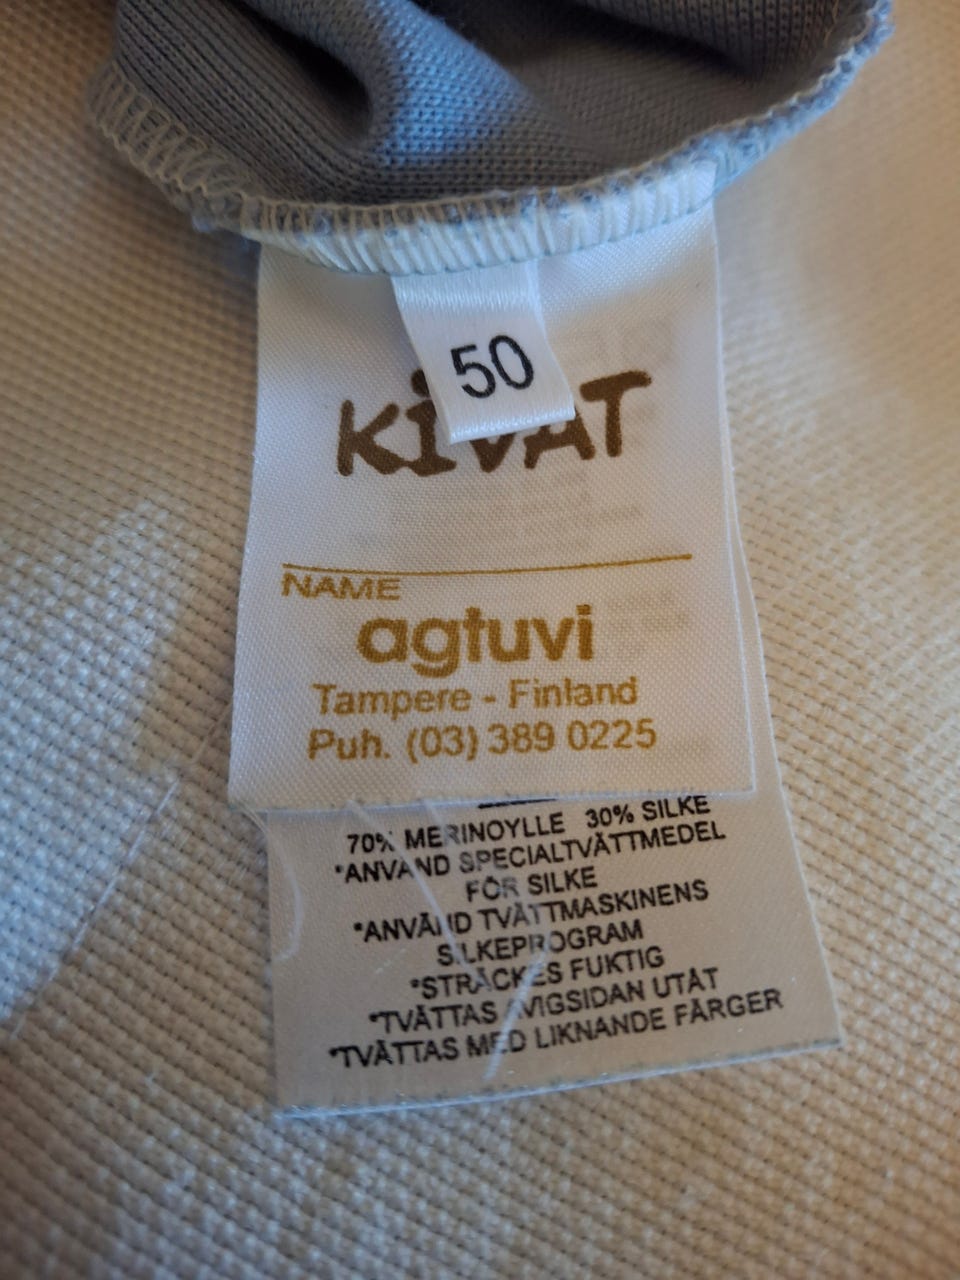 50
KIVAT
NAME
agtuvi
Tampere - Finland
Puh. (03) 389 0225
70% MERINOYLLE 30% SILKE
*ANVÄND SPECIALTVÄTTMEDEL
FÖR SILKE
*ANVÄND TVÄTTMASKINENS
SILKEPROGRAM
*STRÄCKES FUKTIG
*TVÄTTAS AVIGSIDAN UTÅT
*TVÄTTAS MED LIKNANDE FÄRGER